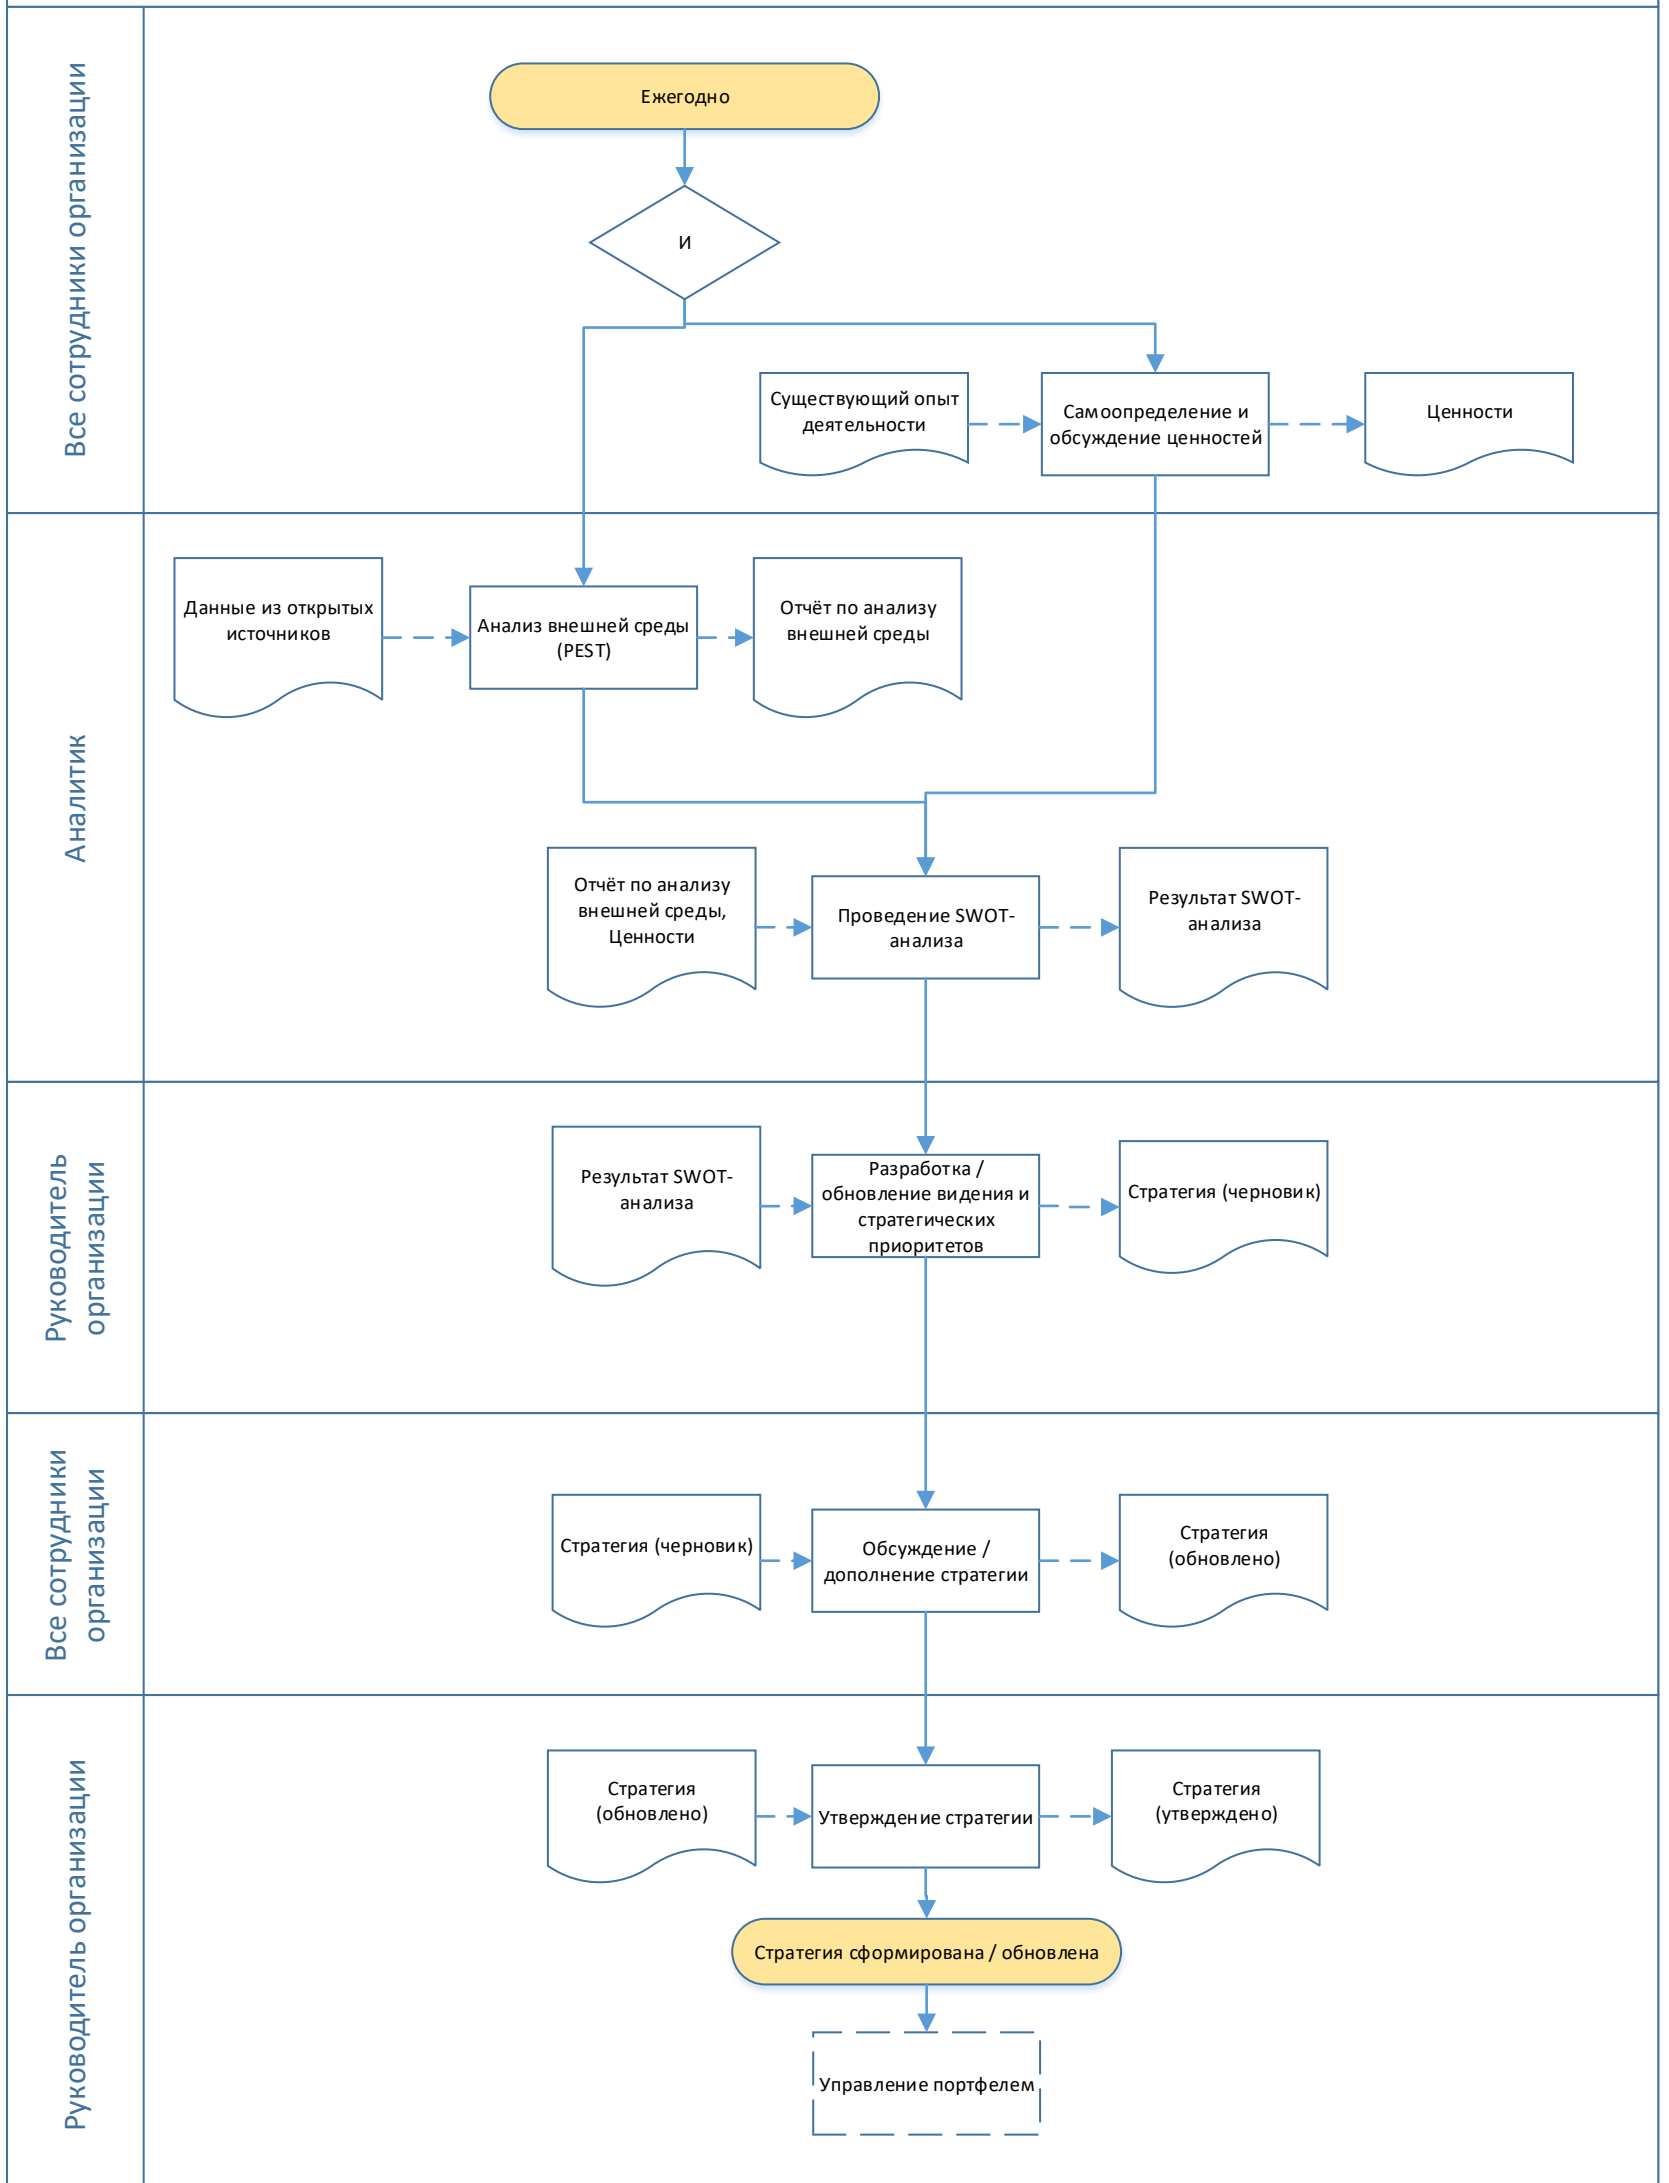 Все сотрудники организации
Ежегодно
И
Существующий опыт
деятельности
Самоопределение и
обсуждение ценностей
Ценности
Аналитик
Данные из открытых
источников
Анализ внешней среды
(PEST)
Отчёт по анализу
внешней среды
Отчёт по анализу
внешней среды,
Ценности
Проведение SWOT-
анализа
Результат SWOT-
анализа
Руководитель
организации
Результат SWOT-
анализа
Разработка /
обновление видения и
стратегических
приоритетов
Стратегия (черновик)
Все сотрудники
организации
Стратегия (черновик)
Обсуждение /
дополнение стратегии
Стратегия
(обновлено)
Руководитель организации
Стратегия
(обновлено)
Утверждение стратегии
Стратегия
(утверждено)
Стратегия сформирована / обновлена
Управление портфелем